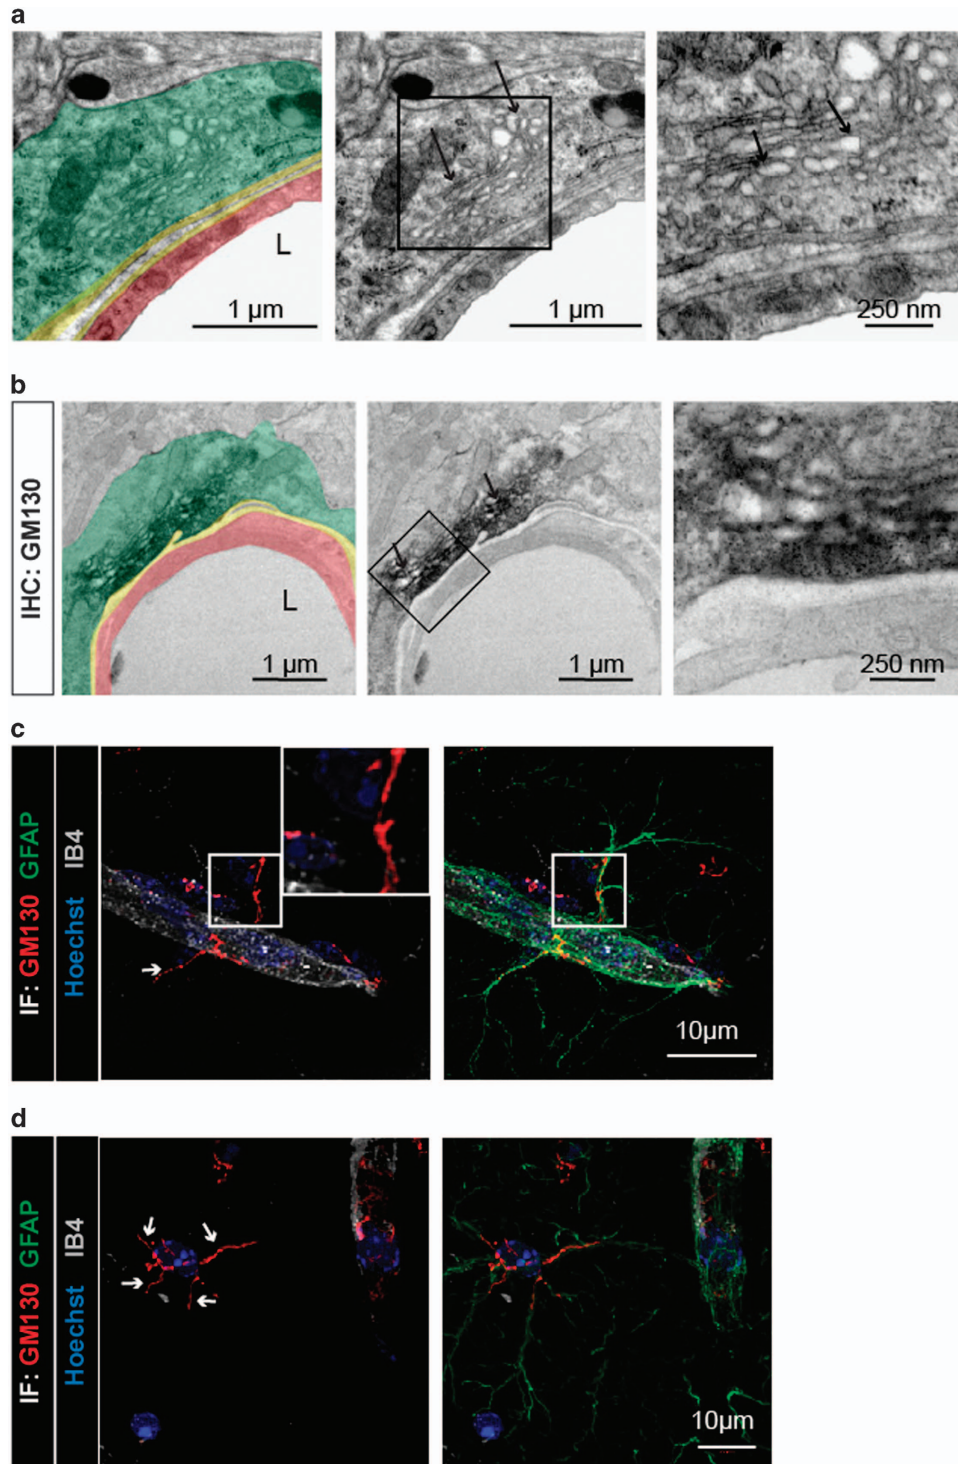 a
L
1 µm
1 µm
250 nm
b
IHC: GM130
L
1 µm
1 µm
250 nm
c
IF: GM130 GFAP
Hoechst IB4
10µm
d
IF: GM130 GFAP
Hoechst IB4
10µm